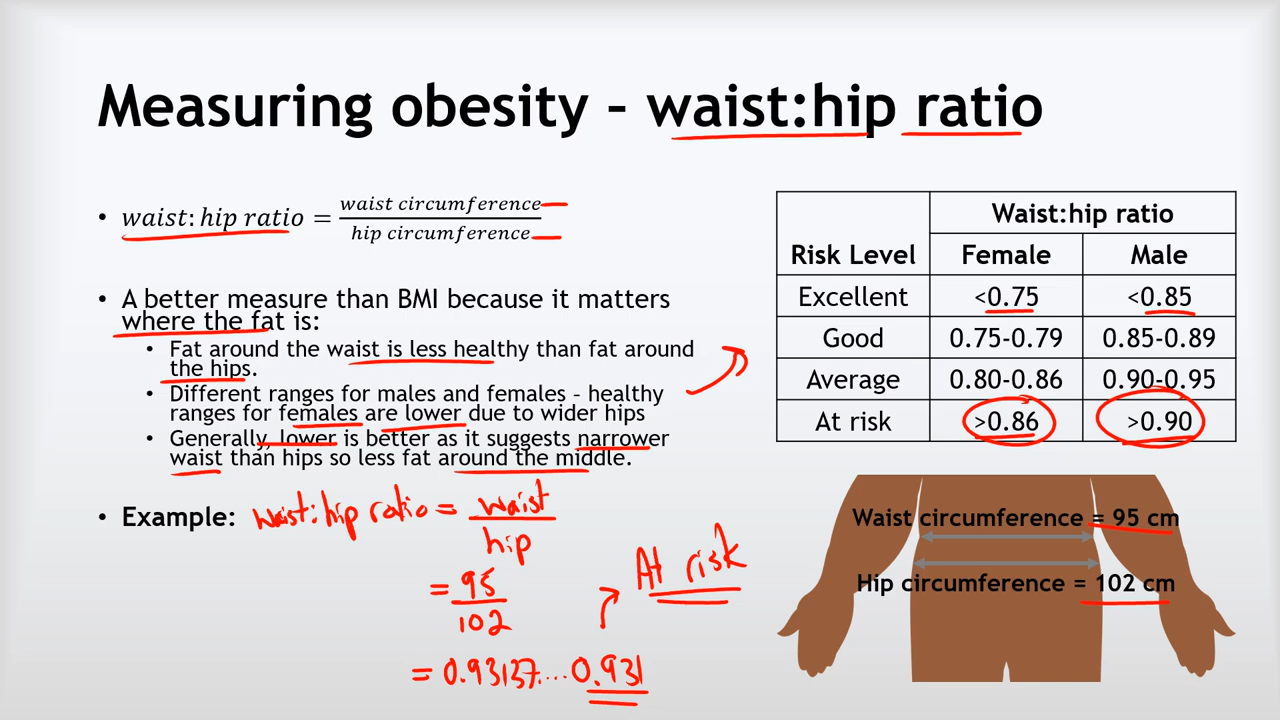 Measuring obesity – waist:hip ratio
• waist: hip ratio = waist circumference / hip circumference
• A better measure than BMI because it matters
where the fat is:
• Fat around the waist is less healthy than fat around
the hips.
• Different ranges for males and females – healthy
ranges for females are lower due to wider hips
• Generally, lower is better as it suggests narrower
waist than hips so less fat around the middle.
• Example: waist:hip ratio = waist / hip
= 95 / 102
= 0.93137.... 0.931
At risk
Waist:hip ratio
Risk Level Female Male
Excellent <0.75 <0.85
Good 0.75-0.79 0.85-0.89
Average 0.80-0.86 0.90-0.95
At risk >0.86 >0.90
Waist circumference = 95 cm
Hip circumference = 102 cm